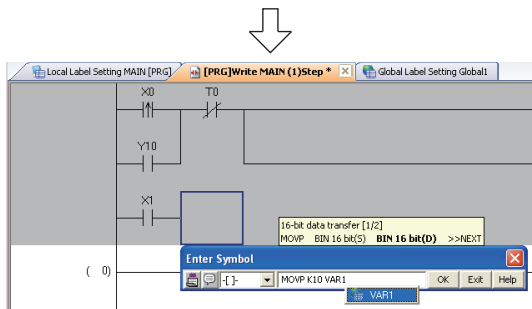 Local Label Setting MAIN [PRG]
[PRG]Write MAIN (1)Step *
Global Label Setting Global1
X0
T0
Y10
X1
16-bit data transfer [1/2]
MOVP BIN 16 bit(S) BIN 16 bit(D) >>NEXT
( 0)
Enter Symbol
-[ ]- MOVP K10 VAR1 OK Exit Help
VAR1